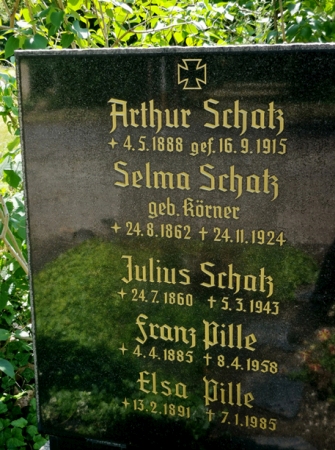 Arthur Schatz
+ 4.5.1888 gef. 16.9.1915
Selma Schatz
geb. Körner
+ 24.8.1862 + 24.11.1924
Julius Schatz
+ 24.7.1860 + 5.3.1943
Franz Pille
+ 4.4.1885 + 8.4.1958
Elsa Pille
+ 13.2.1891 + 7.1.1985